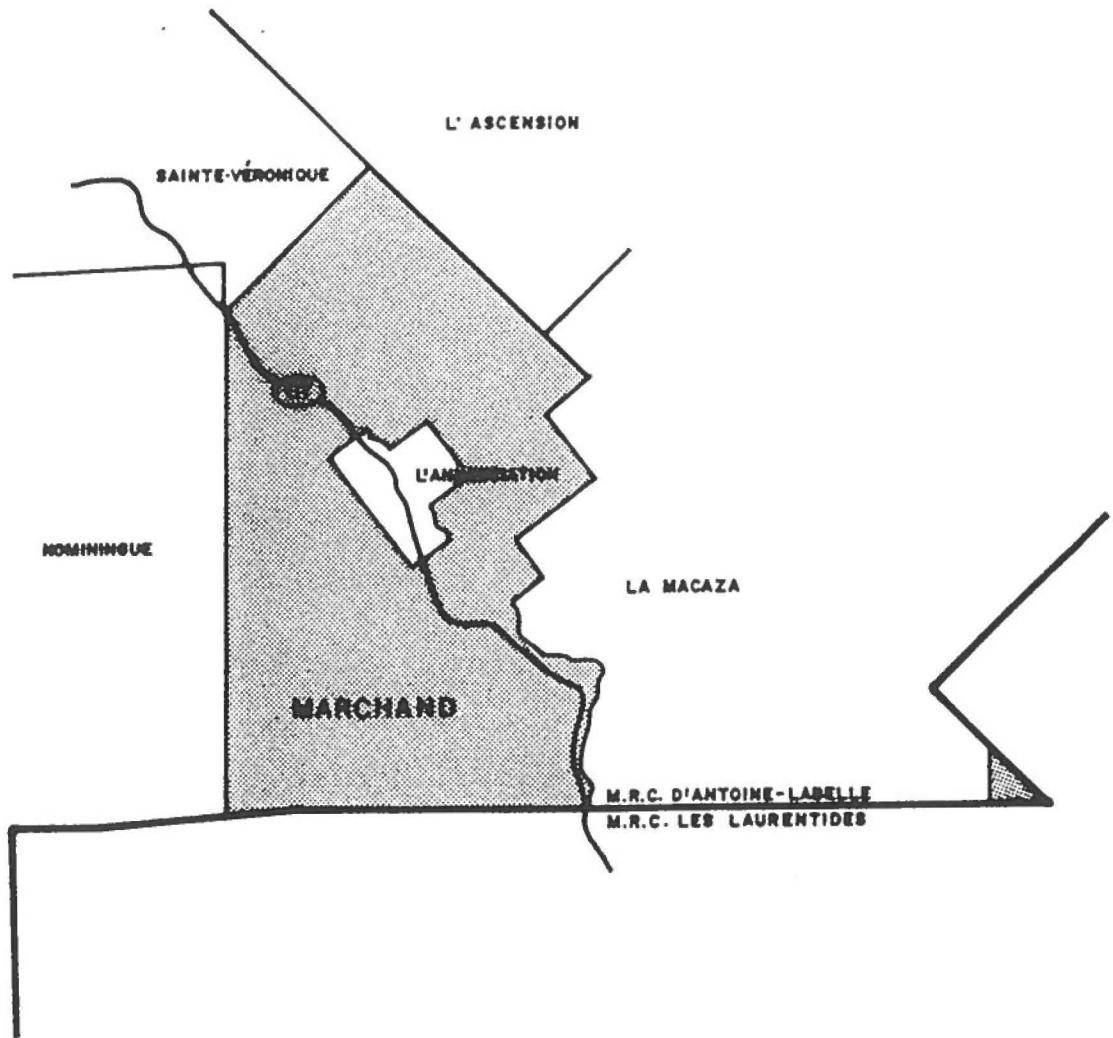 L'ASCENSION
SAINTE-VÉRONIQUE
NOMININGUE
LA MACAZA
MARCHAND
M.R.C. D'ANTOINE-LABELLE
M.R.C. LES LAURENTIDES